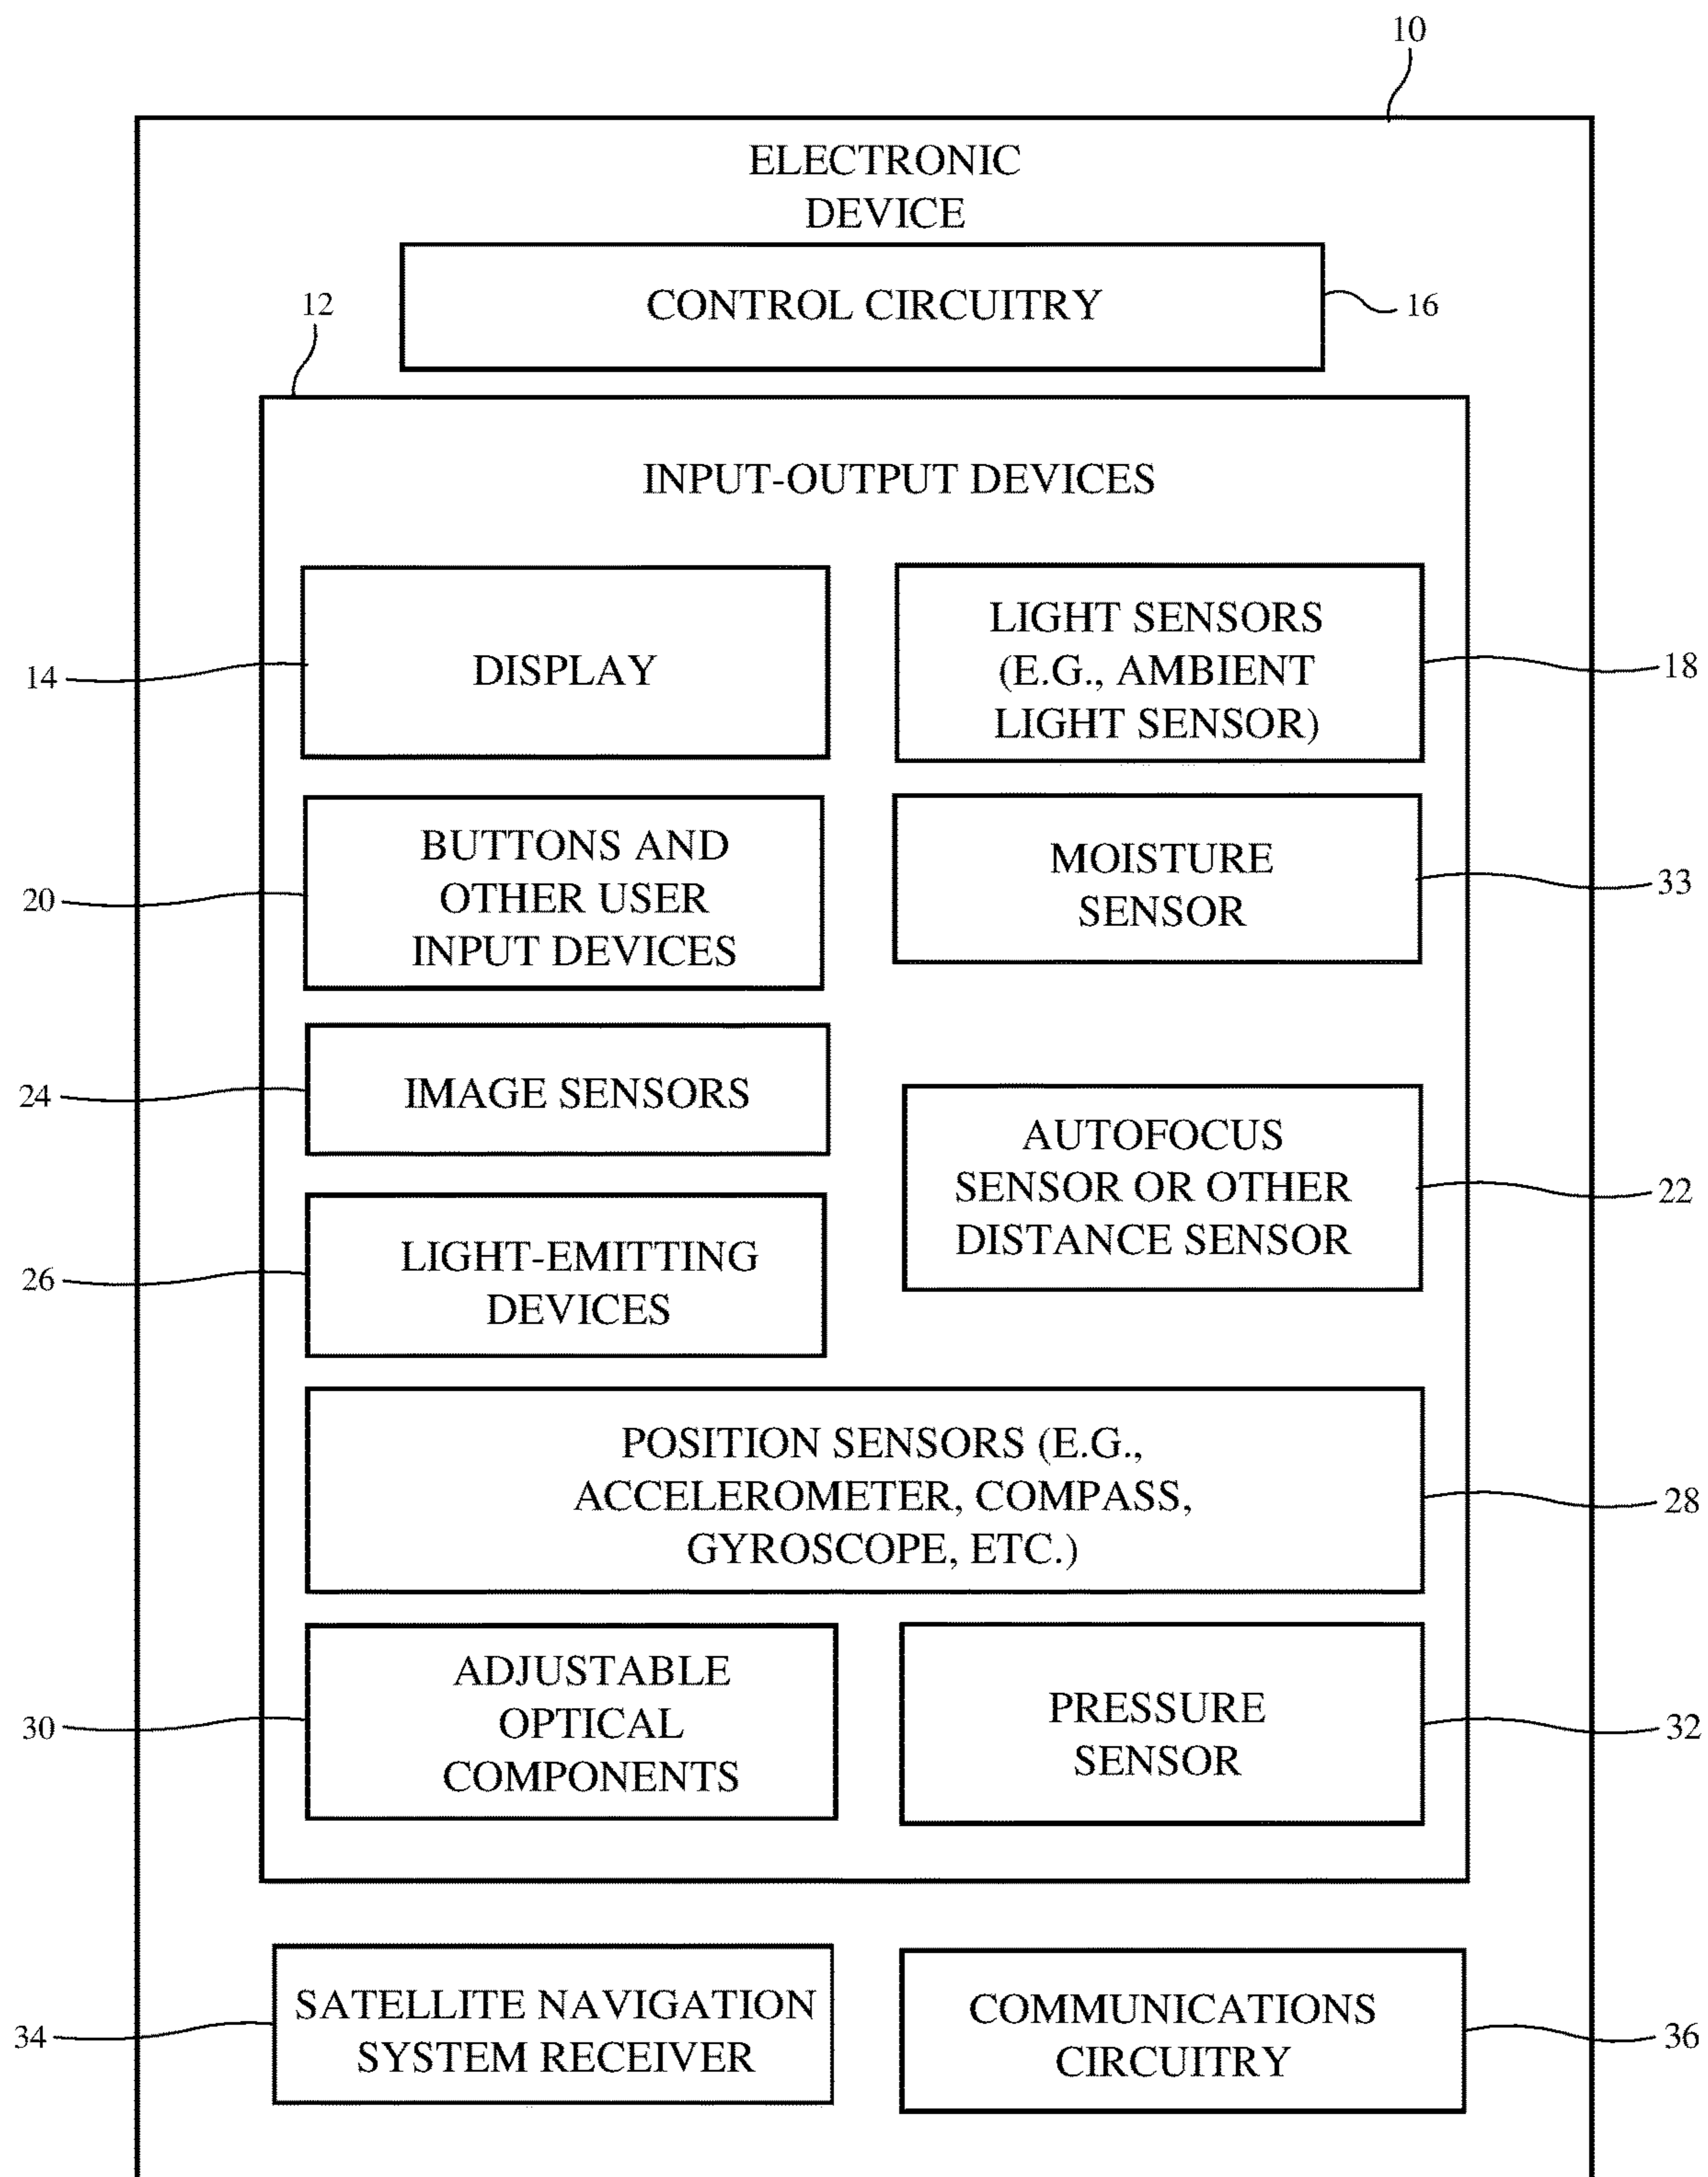 10
ELECTRONIC
DEVICE
CONTROL CIRCUITRY
16
12
INPUT-OUTPUT DEVICES
14
DISPLAY
LIGHT SENSORS
(E.G., AMBIENT
LIGHT SENSOR)
18
20
BUTTONS AND
OTHER USER
INPUT DEVICES
MOISTURE
SENSOR
33
24
IMAGE SENSORS
AUTOFOCUS
SENSOR OR OTHER
DISTANCE SENSOR
22
26
LIGHT-EMITTING
DEVICES
POSITION SENSORS (E.G.,
ACCELEROMETER, COMPASS,
GYROSCOPE, ETC.)
28
30
ADJUSTABLE
OPTICAL
COMPONENTS
PRESSURE
SENSOR
32
34
SATELLITE NAVIGATION
SYSTEM RECEIVER
COMMUNICATIONS
CIRCUITRY
36